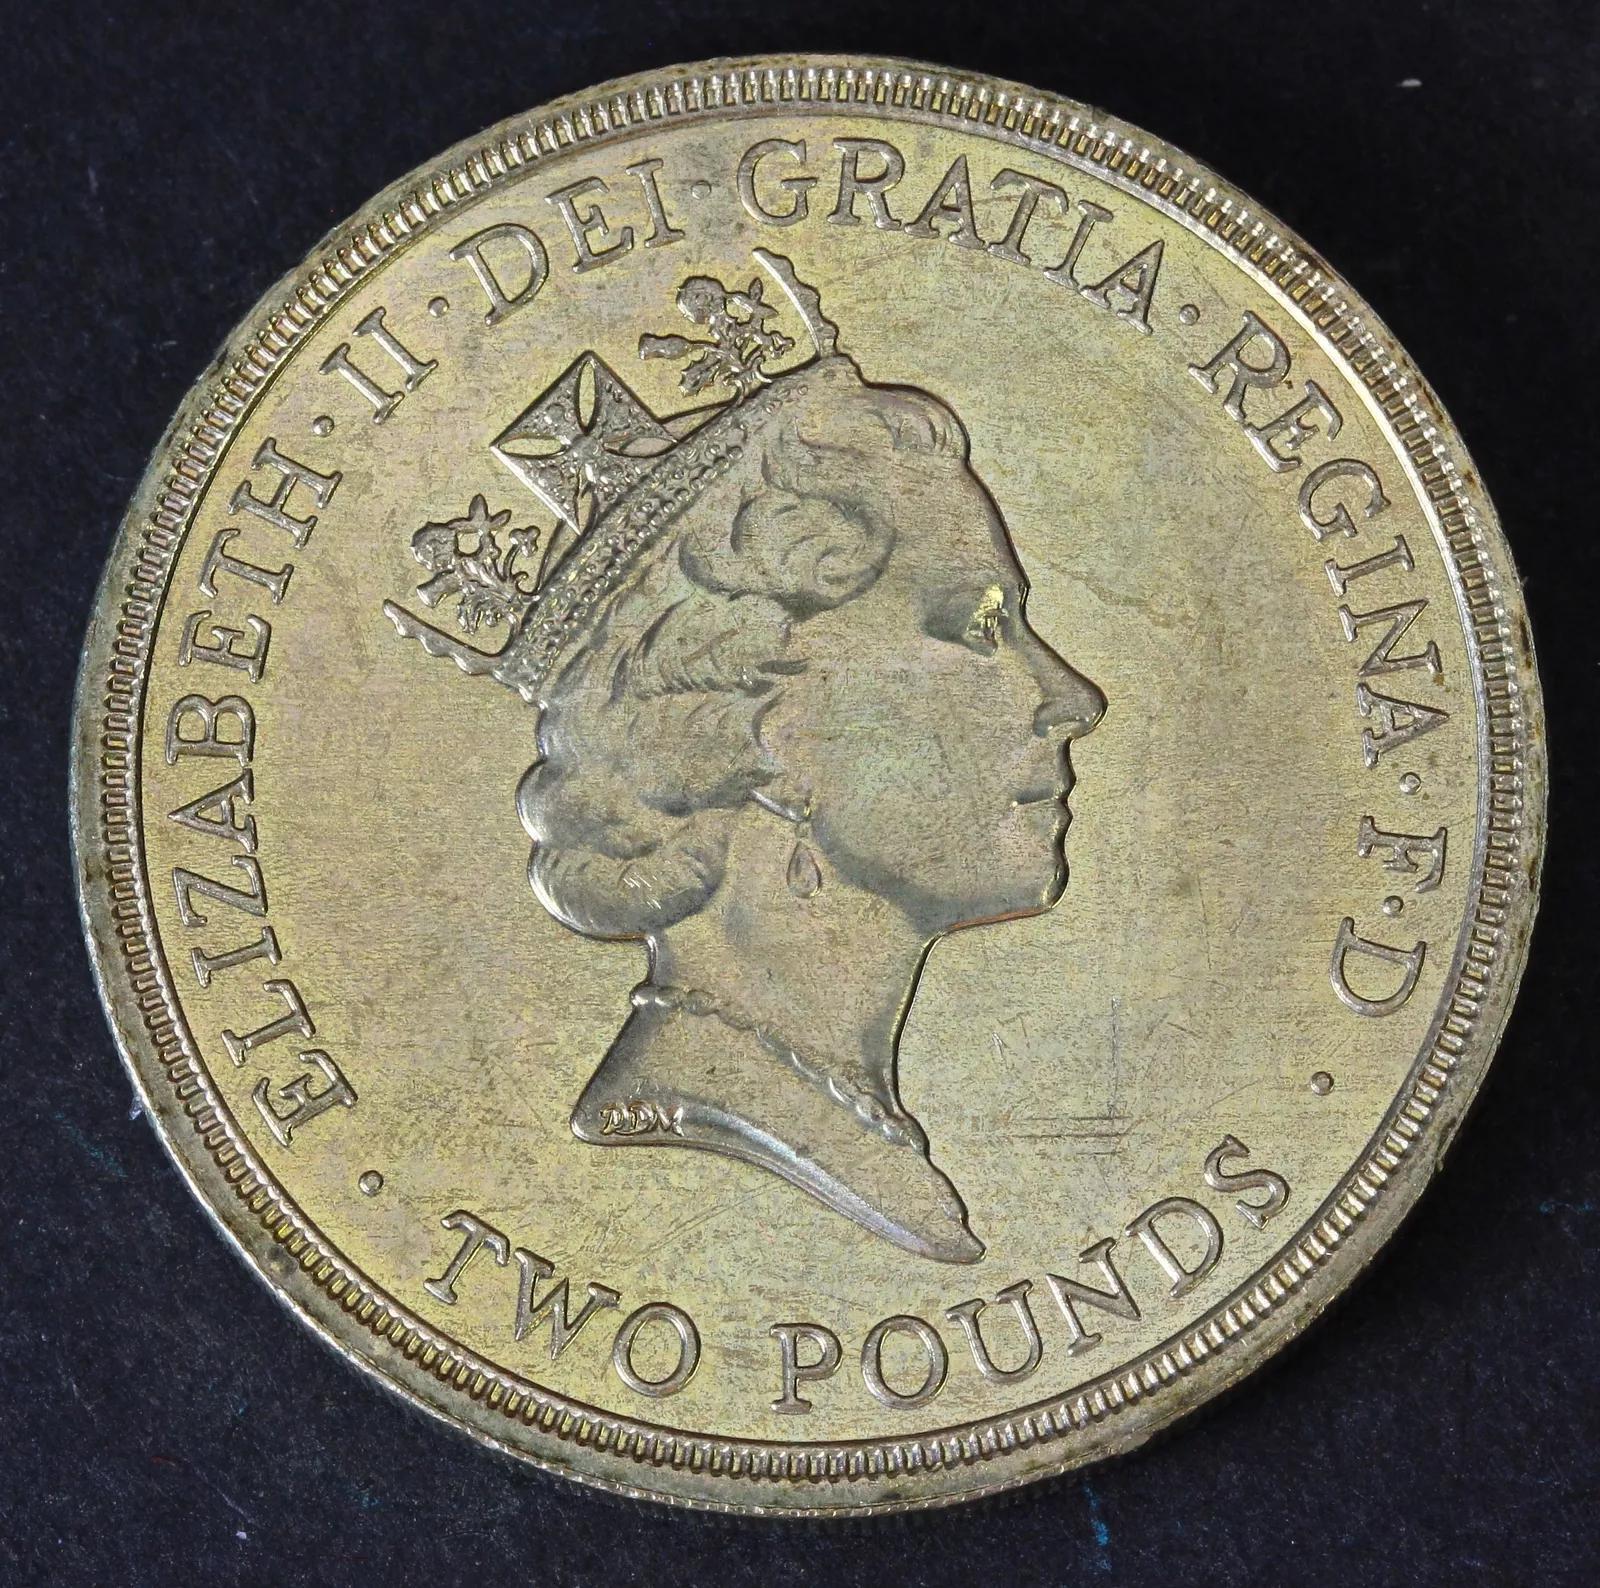 ELIZABETH · II · DEI · GRATIA · REGINA · F · D ·
· TWO POUNDS
RDM